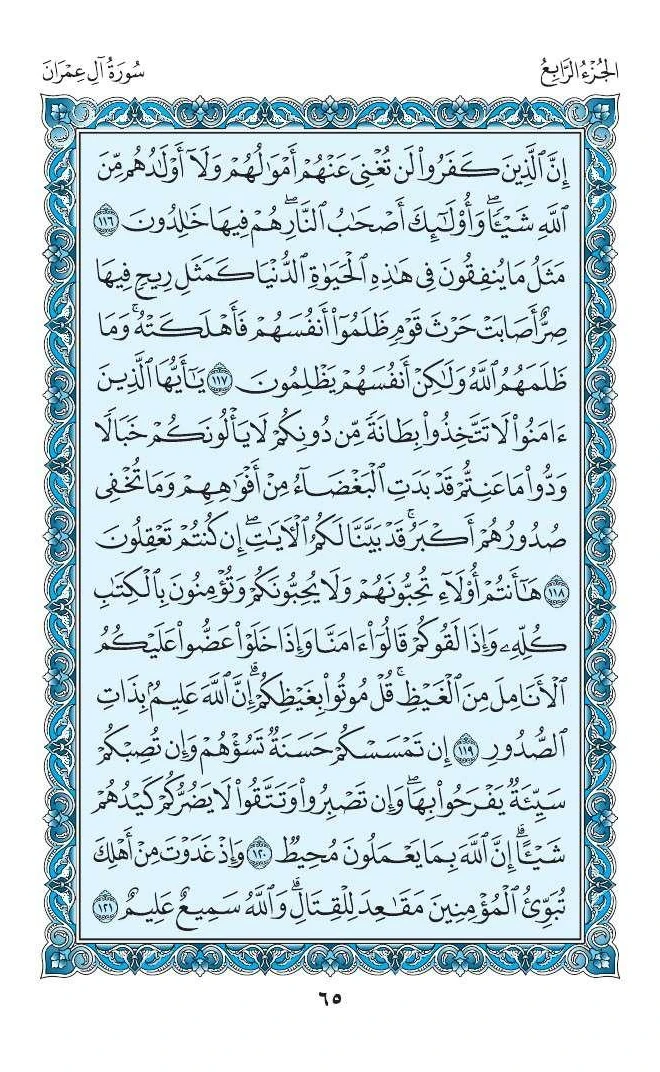 الجُزْءُ الرَّابِعُ
سُورَةُ آلِ عِمْرَانَ
إِنَّ ٱلَّذِينَ كَفَرُواْ لَن تُغْنِىَ عَنْهُمْ أَمْوَٰلُهُمْ وَلَآ أَوْلَٰدُهُم مِّنَ
ٱللَّهِ شَيْـًٔاۖ وَأُوْلَٰٓئِكَ أَصْحَٰبُ ٱلنَّارِۖ هُمْ فِيهَا خَٰلِدُونَ ١١٦
مَثَلُ مَا يُنفِقُونَ فِى هَٰذِهِ ٱلْحَيَوٰةِ ٱلدُّنْيَا كَمَثَلِ رِيحٍ فِيهَا
صِرٌّ أَصَابَتْ حَرْثَ قَوْمٍ ظَلَمُوٓاْ أَنفُسَهُمْ فَأَهْلَكَتْهُۚ وَمَا
ظَلَمَهُمُ ٱللَّهُ وَلَٰكِنْ أَنفُسَهُمْ يَظْلِمُونَ ١١٧ يَٰٓأَيُّهَا ٱلَّذِينَ
ءَامَنُواْ لَا تَتَّخِذُواْ بِطَانَةً مِّن دُونِكُمْ لَا يَأْلُونَكُمْ خَبَالًا
وَدُّواْ مَا عَنِتُّمْ قَدْ بَدَتِ ٱلْبَغْضَآءُ مِنْ أَفْوَٰهِهِمْ وَمَا تُخْفِى
صُدُورُهُمْ أَكْبَرُۚ قَدْ بَيَّنَّا لَكُمُ ٱلْءَايَٰتِۖ إِن كُنتُمْ تَعْقِلُونَ
١١٨ هَٰٓأَنتُمْ أُوْلَآءِ تُحِبُّونَهُمْ وَلَا يُحِبُّونَكُمْ وَتُؤْمِنُونَ بِٱلْكِتَٰبِ
كُلِّهِۦ وَإِذَا لَقُوكُمْ قَالُوٓاْ ءَامَنَّا وَإِذَا خَلَوْاْ عَضُّواْ عَلَيْكُمُ
ٱلْأَنَامِلَ مِنَ ٱلْغَيْظِۚ قُلْ مُوتُواْ بِغَيْظِكُمْۗ إِنَّ ٱللَّهَ عَلِيمٌۢ بِذَاتِ
ٱلصُّدُورِ ١١٩ إِن تَمْسَسْكُمْ حَسَنَةٌ تَسُؤْهُمْ وَإِن تُصِبْكُمْ
سَيِّئَةٌ يَفْرَحُواْ بِهَاۖ وَإِن تَصْبِرُواْ وَتَتَّقُواْ لَا يَضُرُّكُمْ كَيْدُهُمْ
شَيْـًٔاۗ إِنَّ ٱللَّهَ بِمَا يَعْمَلُونَ مُحِيطٌ ١٢٠ وَإِذْ غَدَوْتَ مِنْ أَهْلِكَ
تُبَوِّئُ ٱلْمُؤْمِنِينَ مَقَٰعِدَ لِلْقِتَالِۗ وَٱللَّهُ سَمِيعٌ عَلِيمٌ ١٢١
٦٥